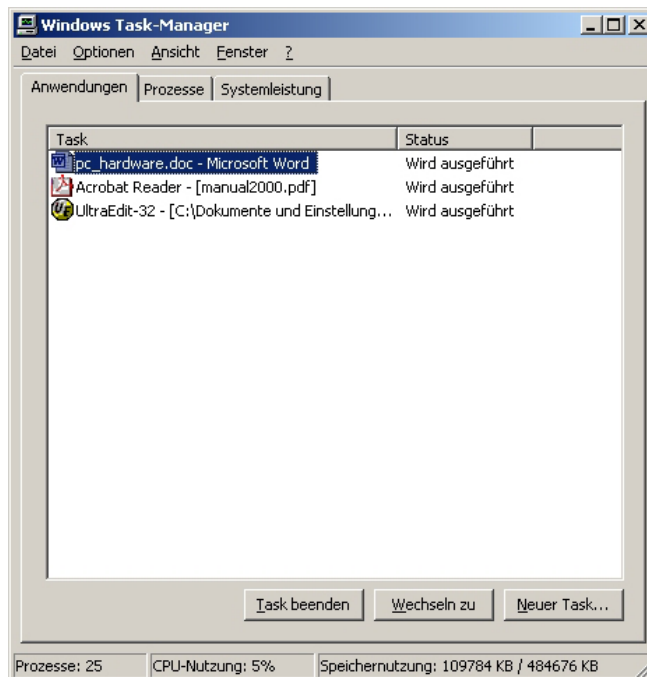 Windows Task-Manager
Datei Optionen Ansicht Fenster ?
Anwendungen Prozesse Systemleistung
Task Status
pc_hardware.doc - Microsoft Word Wird ausgeführt
Acrobat Reader - [manual2000.pdf] Wird ausgeführt
UltraEdit-32 - [C:\Dokumente und Einstellung... Wird ausgeführt
Task beenden Wechseln zu Neuer Task...
Prozesse: 25 CPU-Nutzung: 5% Speichernutzung: 109784 KB / 484676 KB